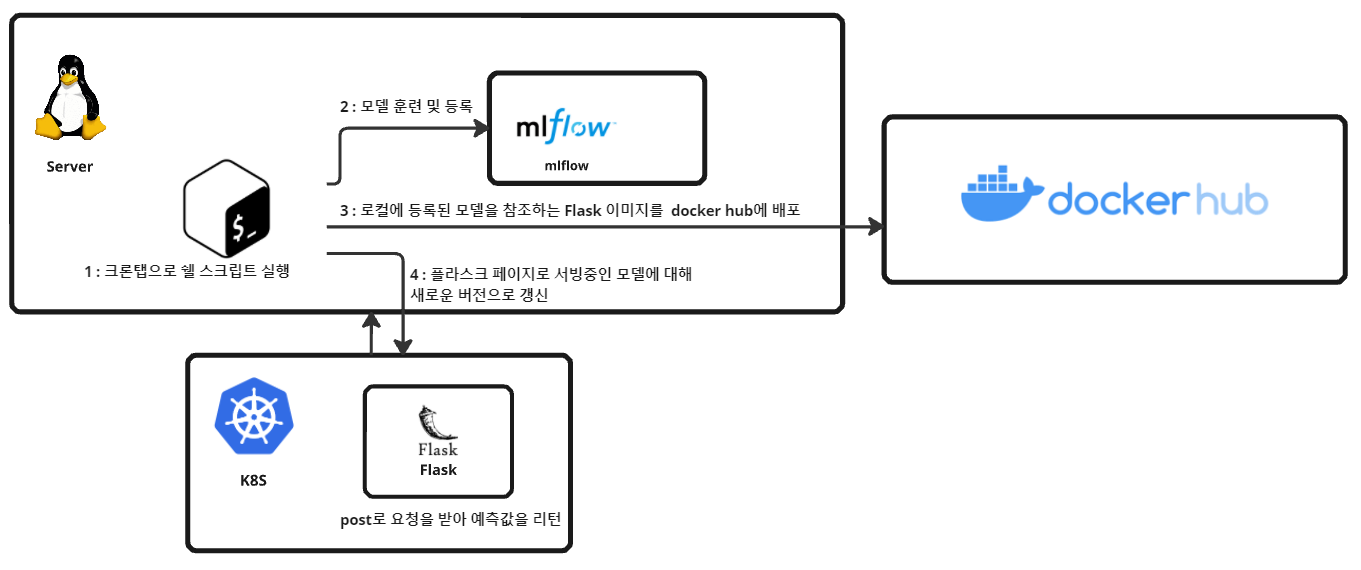 Server
$_
2 : 모델 훈련 및 등록
mlflow™
mlflow
3 : 로컬에 등록된 모델을 참조하는 Flask 이미지를 docker hub에 배포
docker hub
1 : 크론탭으로 쉘 스크립트 실행
4 : 플라스크 페이지로 서빙중인 모델에 대해
새로운 버전으로 갱신
K8S
Flask
Flask
post로 요청을 받아 예측값을 리턴